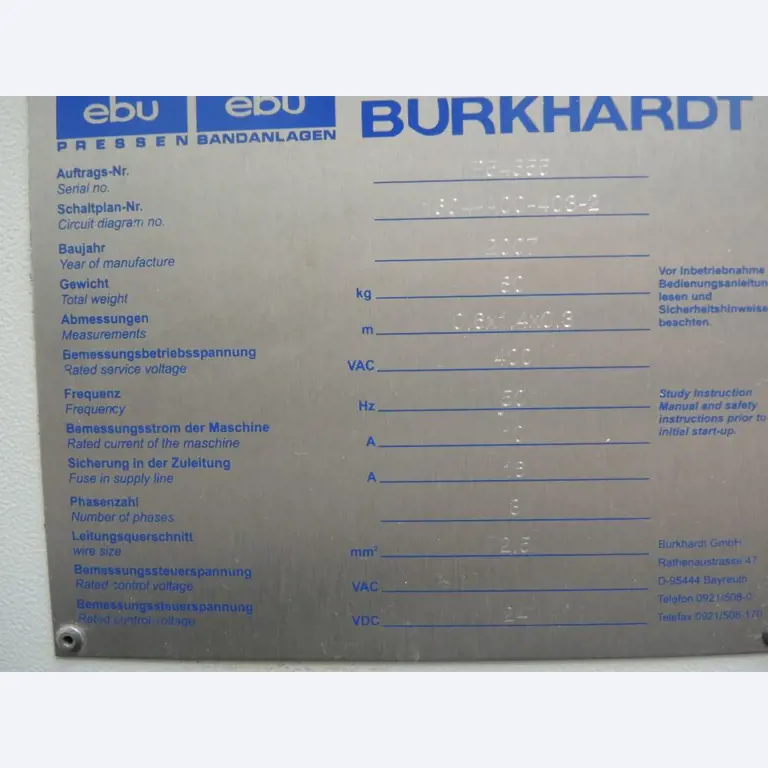 ebu ebu BURKHARDT
PRESSEN BANDANLAGEN
Auftrags-Nr.
Serial no.
Schaltplan-Nr.
Circuit diagram no.
Baujahr 2007
Year of manufacture
Gewicht
Total weight kg
Abmessungen
Measurements m
Bemessungsbetriebsspannung
Rated service voltage VAC 400
Frequenz
Frequency Hz 50
Bemessungsstrom der Maschine
Rated current of the maschine A
Sicherung in der Zuleitung
Fuse in supply line A
Phasenzahl
Number of phases
Leitungsquerschnitt
wire size mm² 2,5
Bemessungssteuerspannung
Rated control voltage VAC
Bemessungssteuerspannung
Rated control voltage VDC
Vor Inbetriebnahme
Bedienungsanleitun
lesen und
Sicherheitshinweise
beachten.
Study Instruction
Manual and safety
instructions prior to
initial start-up.
Burkhardt GmbH
Rathenaustrasse 47
D-95444 Bayreuth
Telefon 0921/508-0
Telefax 0921/508-170